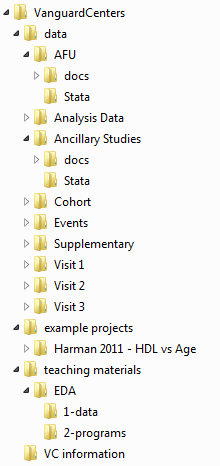 VanguardCenters
data
AFU
docs
Stata
Analysis Data
Ancillary Studies
docs
Stata
Cohort
Events
Supplementary
Visit 1
Visit 2
Visit 3
example projects
Harman 2011 - HDL vs Age
teaching materials
EDA
1-data
2-programs
VC information